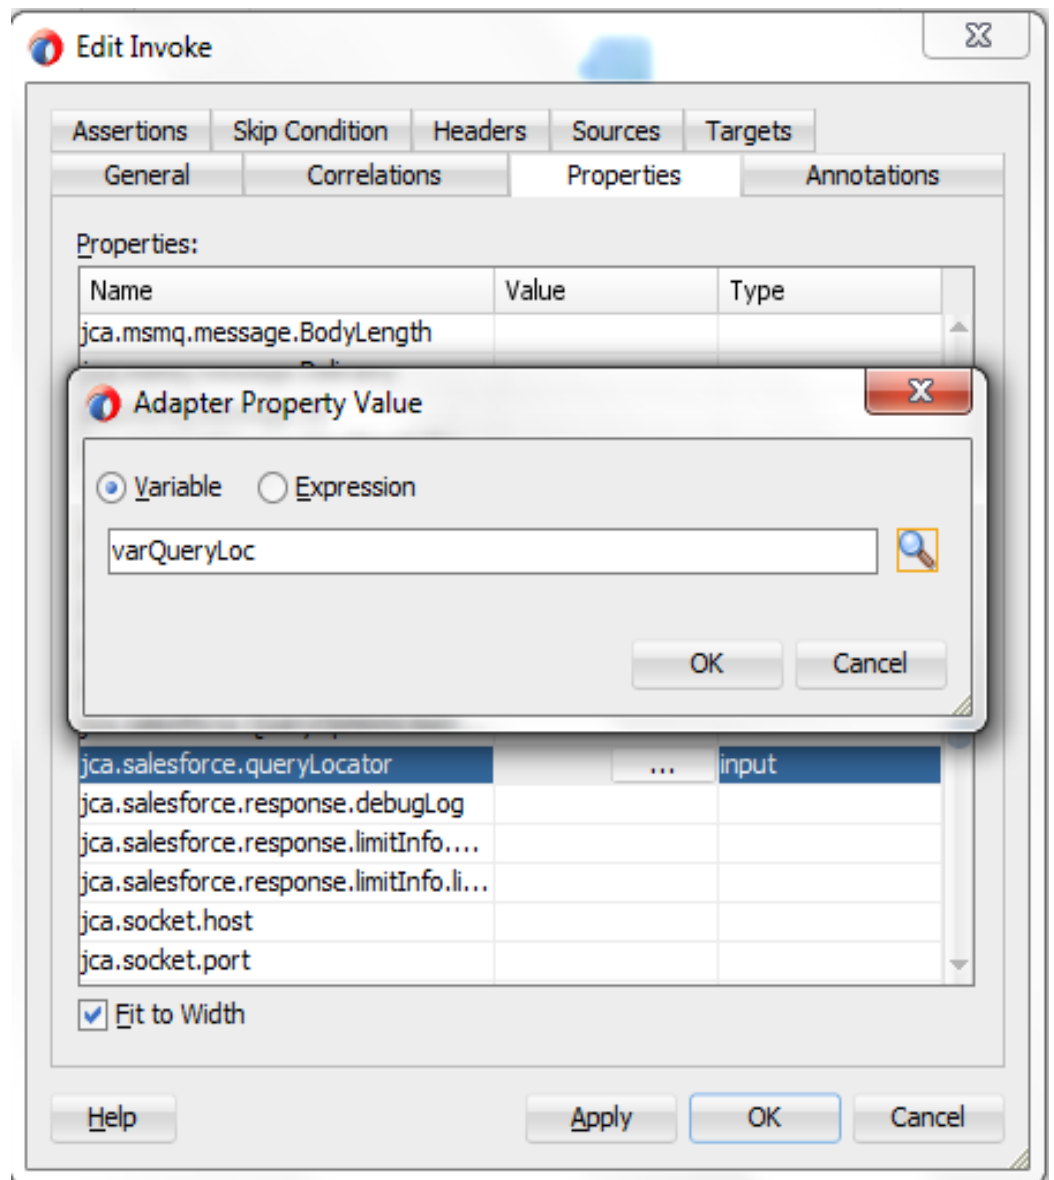 Edit Invoke
Assertions Skip Condition Headers Sources Targets
General Correlations Properties Annotations
Properties:
Name Value Type
jca.msmq.message.BodyLength
Adapter Property Value
Variable Expression
varQueryLoc
OK Cancel
jca.salesforce.queryLocator ... input
jca.salesforce.response.debugLog
jca.salesforce.response.limitInfo....
jca.salesforce.response.limitInfo.li...
jca.socket.host
jca.socket.port
Fit to Width
Help Apply OK Cancel